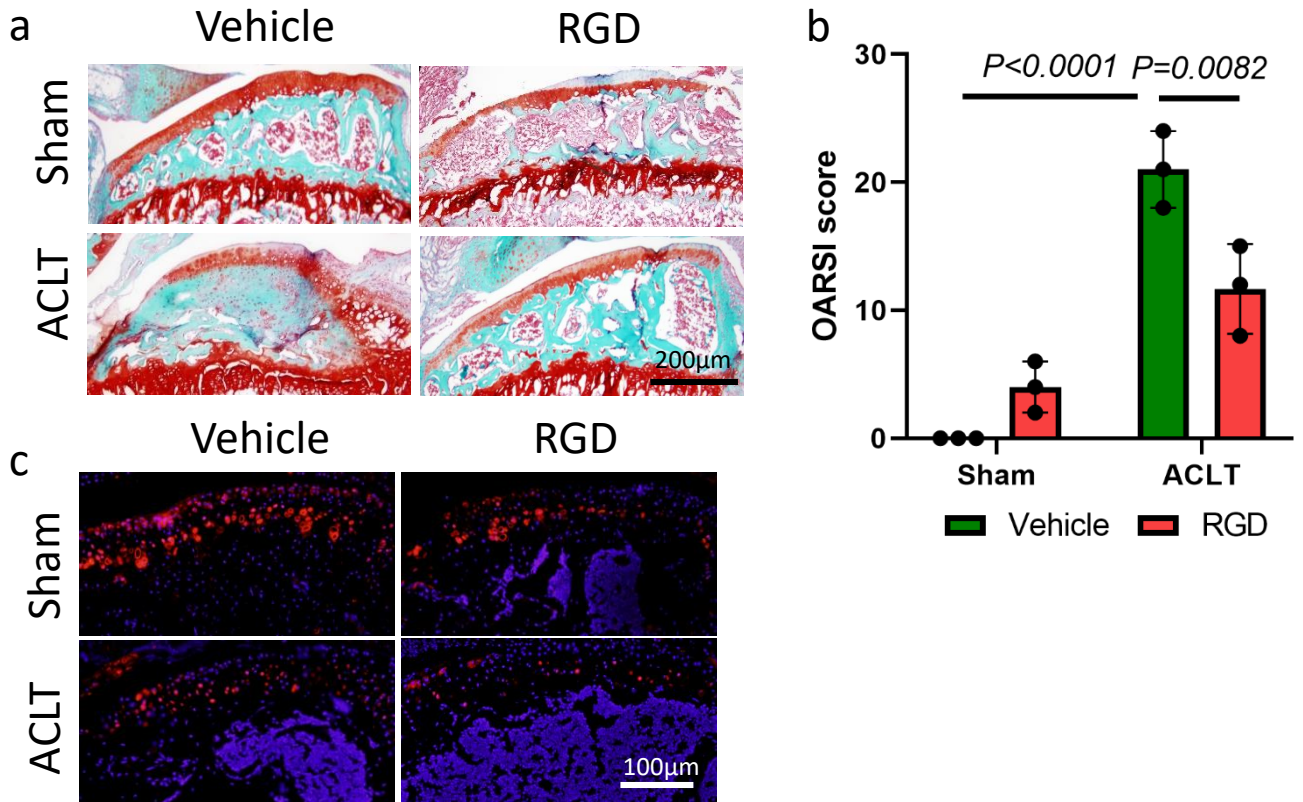 a
Vehicle RGD
Sham
ACLT
200μm
b
30
20
10
0
OARSI score
P<0.0001 P=0.0082
Sham ACLT
Vehicle RGD
c
Vehicle RGD
Sham
ACLT
100μm